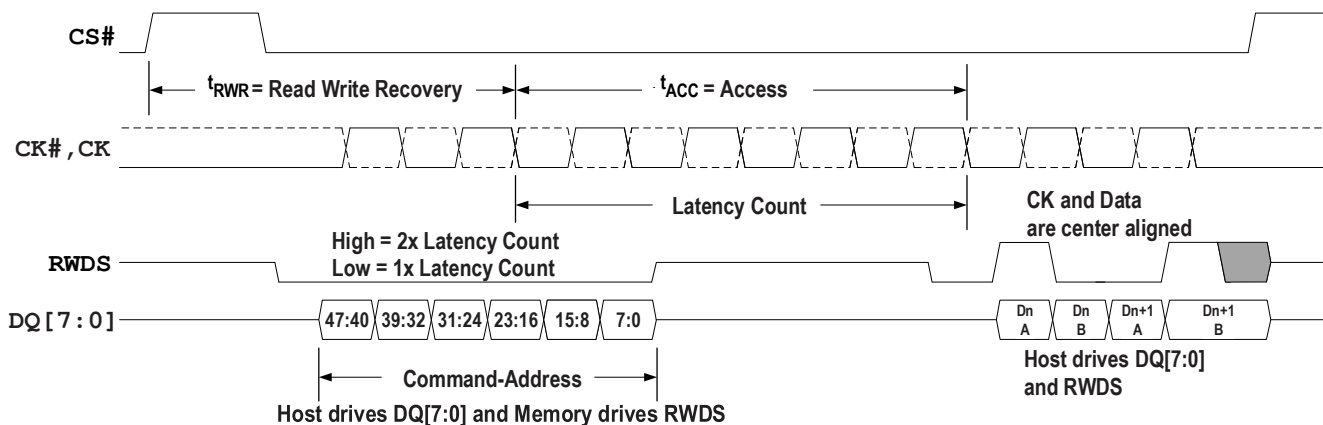 CS#
tRWR = Read Write Recovery
tACC = Access
CK#,CK
Latency Count
CK and Data
are center aligned
High = 2x Latency Count
Low = 1x Latency Count
RWDS
DQ[7:0]
47:40 39:32 31:24 23:16 15:8 7:0
Dn
A
Dn
B
Dn+1
A
Dn+1
B
Command-Address
Host drives DQ[7:0]
and RWDS
Host drives DQ[7:0] and Memory drives RWDS